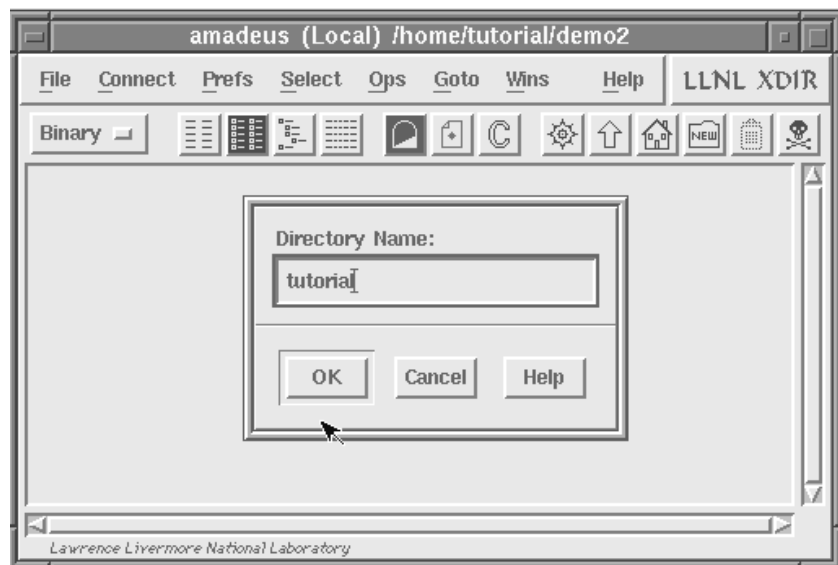 amadeus (Local) /home/tutorial/demo2
File Connect Prefs Select Ops Goto Wins Help LLNL XDIR
Binary C NEW
Directory Name:
tutorial
OK Cancel Help
Lawrence Livermore National Laboratory